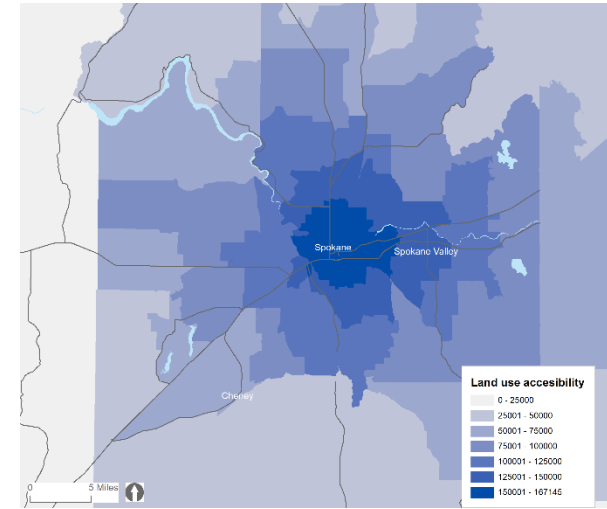 Spokane
Spokane Valley
Cheney
Land use accesibility
0 - 25000
25001 - 50000
50001 - 75000
75001 - 100000
100001 - 125000
125001 - 150000
150001 - 167145
0 5 Miles